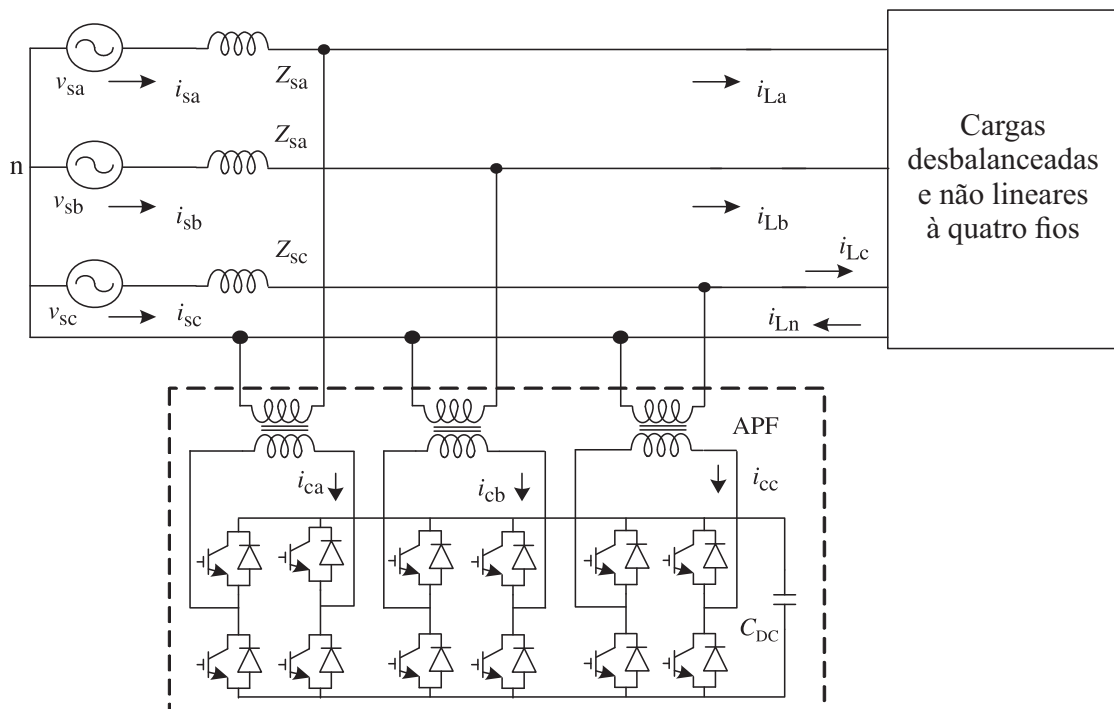 v_sa
i_sa
Z_sa
i_La
Z_sa
n
v_sb
i_sb
i_Lb
Z_sc
i_Lc
v_sc
i_sc
i_Ln
Cargas
desbalanceadas
e não lineares
à quatro fios
APF
i_ca
i_cb
i_cc
C_DC